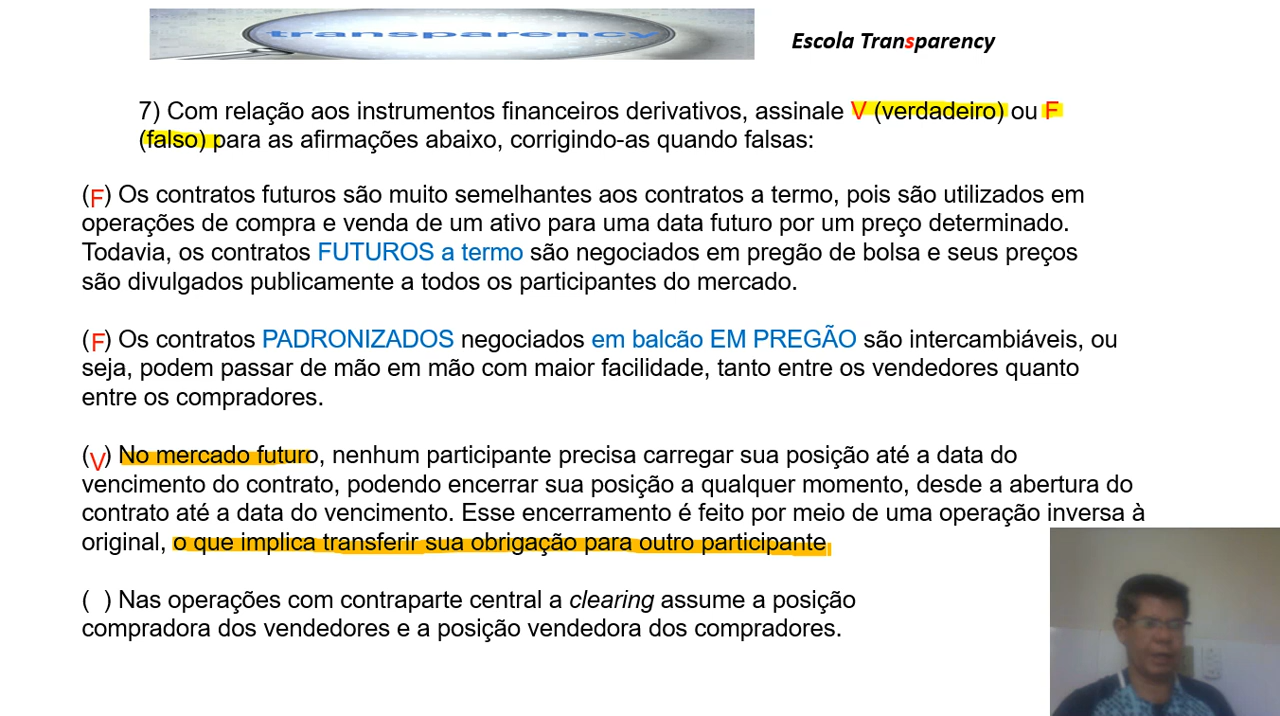 transparency
Escola Transparency
7) Com relação aos instrumentos financeiros derivativos, assinale V (verdadeiro) ou F
(falso) para as afirmações abaixo, corrigindo-as quando falsas:
(F) Os contratos futuros são muito semelhantes aos contratos a termo, pois são utilizados em
operações de compra e venda de um ativo para uma data futuro por um preço determinado.
Todavia, os contratos FUTUROS a termo são negociados em pregão de bolsa e seus preços
são divulgados publicamente a todos os participantes do mercado.
(F) Os contratos PADRONIZADOS negociados em balcão EM PREGÃO são intercambiáveis, ou
seja, podem passar de mão em mão com maior facilidade, tanto entre os vendedores quanto
entre os compradores.
(V) No mercado futuro, nenhum participante precisa carregar sua posição até a data do
vencimento do contrato, podendo encerrar sua posição a qualquer momento, desde a abertura do
contrato até a data do vencimento. Esse encerramento é feito por meio de uma operação inversa à
original, o que implica transferir sua obrigação para outro participante
( ) Nas operações com contraparte central a clearing assume a posição
compradora dos vendedores e a posição vendedora dos compradores.